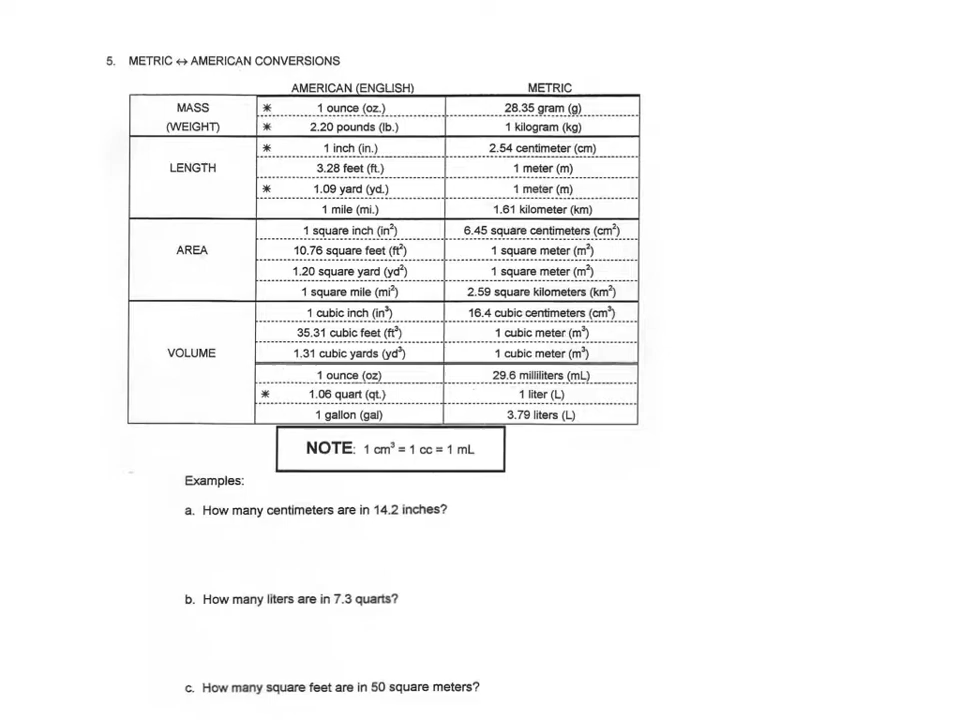 5. METRIC ↔ AMERICAN CONVERSIONS
AMERICAN (ENGLISH) METRIC
MASS * 1 ounce (oz.) 28.35 gram (g)
(WEIGHT) * 2.20 pounds (lb.) 1 kilogram (kg)
* 1 inch (in.) 2.54 centimeter (cm)
LENGTH 3.28 feet (ft.) 1 meter (m)
* 1.09 yard (yd.) 1 meter (m)
1 mile (mi.) 1.61 kilometer (km)
1 square inch (in²) 6.45 square centimeters (cm²)
AREA 10.76 square feet (ft²) 1 square meter (m²)
1.20 square yard (yd²) 1 square meter (m²)
1 square mile (mi²) 2.59 square kilometers (km²)
1 cubic inch (in³) 16.4 cubic centimeters (cm³)
35.31 cubic feet (ft³) 1 cubic meter (m³)
VOLUME 1.31 cubic yards (yd³) 1 cubic meter (m³)
1 ounce (oz) 29.6 milliliters (mL)
* 1.06 quart (qt.) 1 liter (L)
1 gallon (gal) 3.79 liters (L)
NOTE: 1 cm³ = 1 cc = 1 mL
Examples:
a. How many centimeters are in 14.2 inches?
b. How many liters are in 7.3 quarts?
c. How many square feet are in 50 square meters?